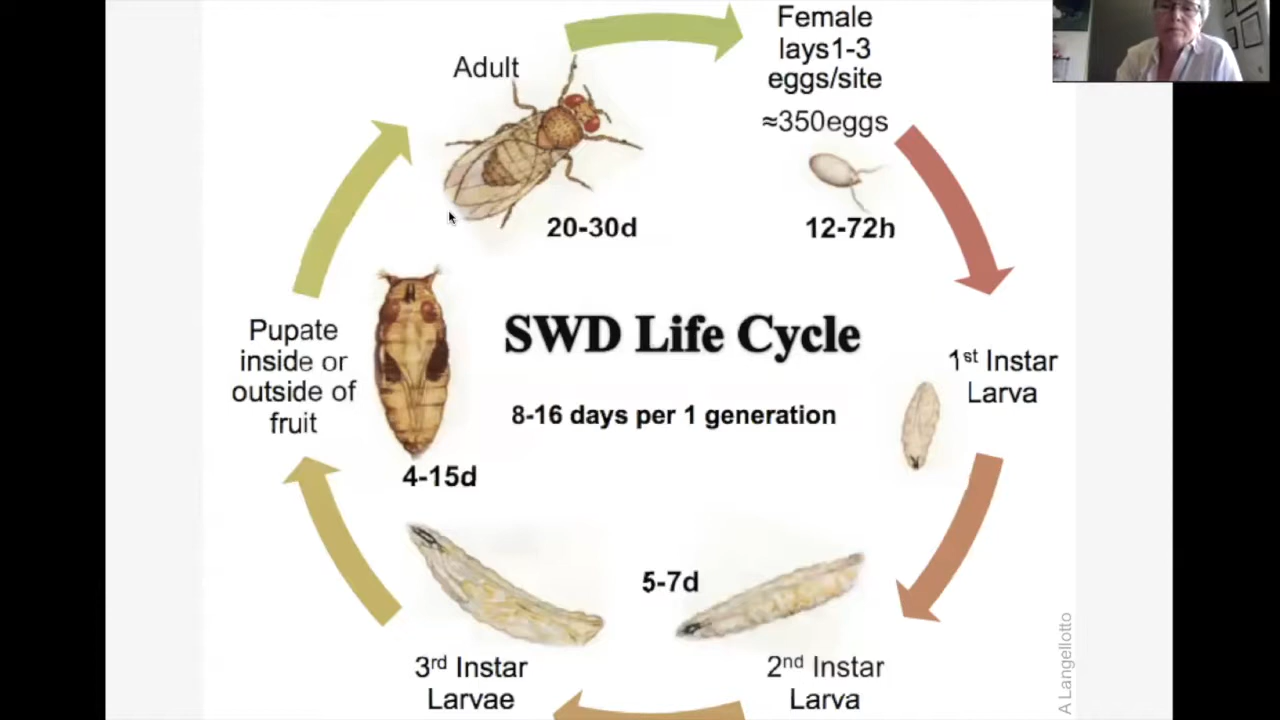 Adult
20-30d
Female
lays1-3
eggs/site
≈350eggs
12-72h
1st Instar
Larva
2nd Instar
Larva
5-7d
3rd Instar
Larvae
Pupate
inside or
outside of
fruit
4-15d
SWD Life Cycle
8-16 days per 1 generation
A Langellotto